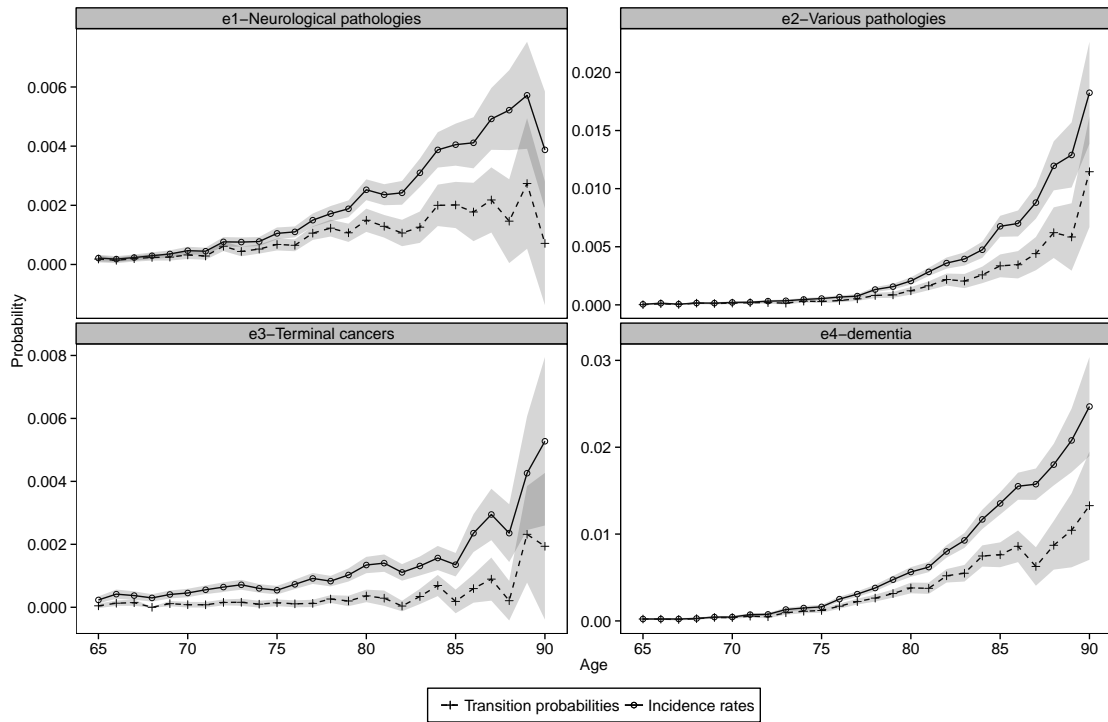 e1−Neurological pathologies
e2−Various pathologies
0.006
0.004
0.002
0.000
0.020
0.015
0.010
0.005
0.000
Probability
e3−Terminal cancers
e4−dementia
0.008
0.006
0.004
0.002
0.000
0.03
0.02
0.01
0.00
65 70 75 80 85 90
65 70 75 80 85 90
Age
Transition probabilities Incidence rates